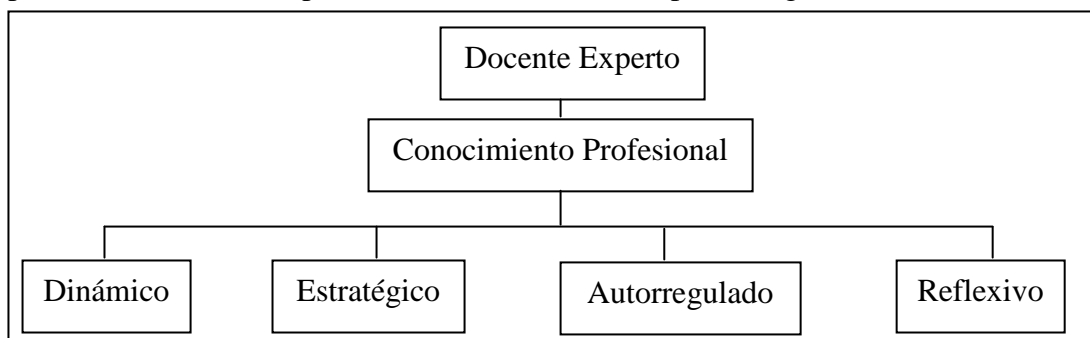 Docente Experto
Conocimiento Profesional
Dinámico Estratégico Autorregulado Reflexivo